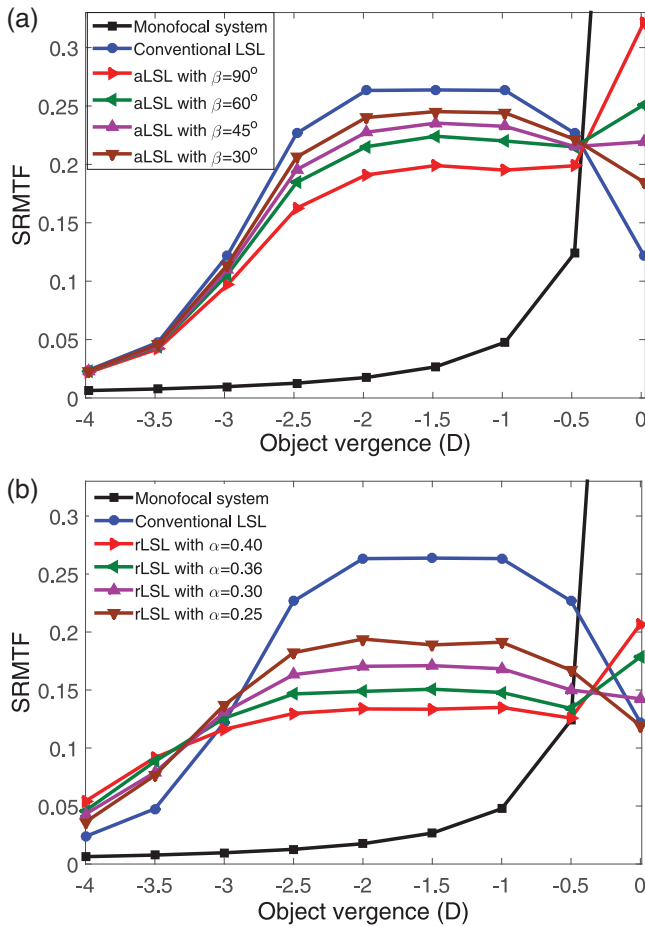 (a)
Monofocal system
Conventional LSL
aLSL with β=90°
aLSL with β=60°
aLSL with β=45°
aLSL with β=30°
SRMTF
0.3
0.25
0.2
0.15
0.1
0.05
0
-4 -3.5 -3 -2.5 -2 -1.5 -1 -0.5 0
Object vergence (D)
(b)
Monofocal system
Conventional LSL
rLSL with α=0.40
rLSL with α=0.36
rLSL with α=0.30
rLSL with α=0.25
SRMTF
0.3
0.25
0.2
0.15
0.1
0.05
0
-4 -3.5 -3 -2.5 -2 -1.5 -1 -0.5 0
Object vergence (D)